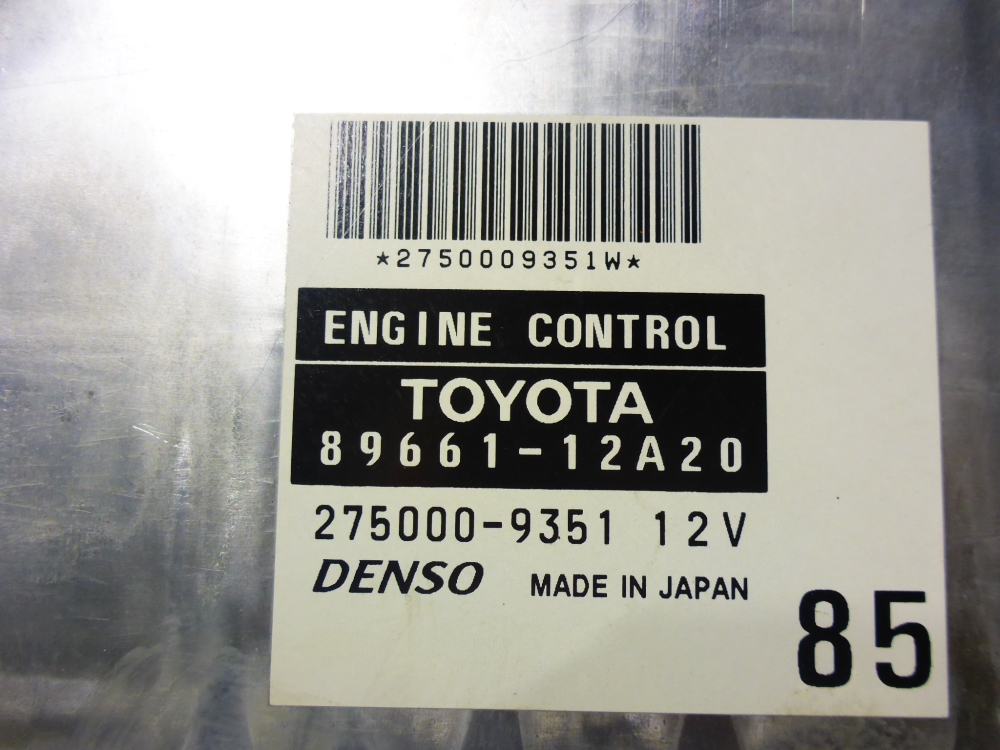 *2750009351W*
ENGINE CONTROL
TOYOTA
89661-12A20
275000-9351 12V
DENSO MADE IN JAPAN
85